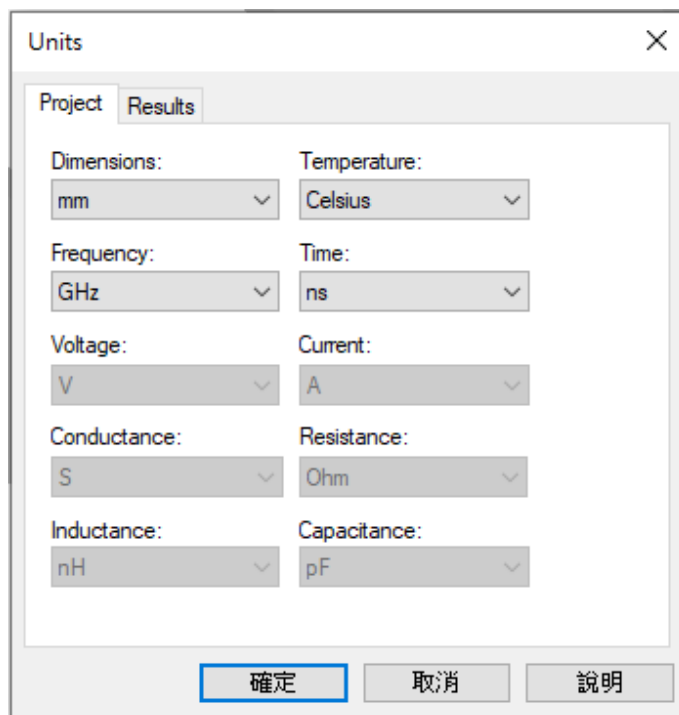 Units
Project Results
Dimensions: Temperature:
mm Celsius
Frequency: Time:
GHz ns
Voltage: Current:
V A
Conductance: Resistance:
S Ohm
Inductance: Capacitance:
nH pF
確定 取消 說明